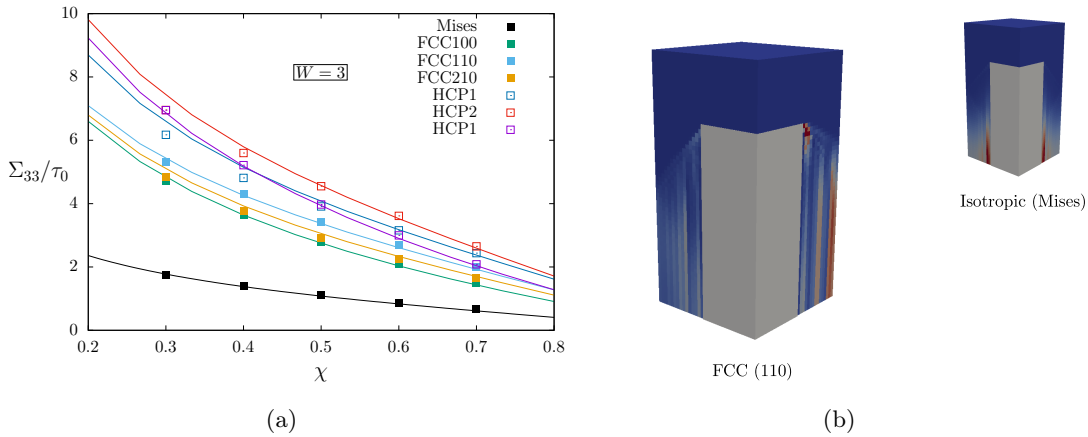 10
8
6
4
2
0
Σ33/τ0
W = 3
Mises
FCC100
FCC110
FCC210
HCP1
HCP2
HCP1
0.2 0.3 0.4 0.5 0.6 0.7 0.8
χ
(a)
FCC (110)
Isotropic (Mises)
(b)